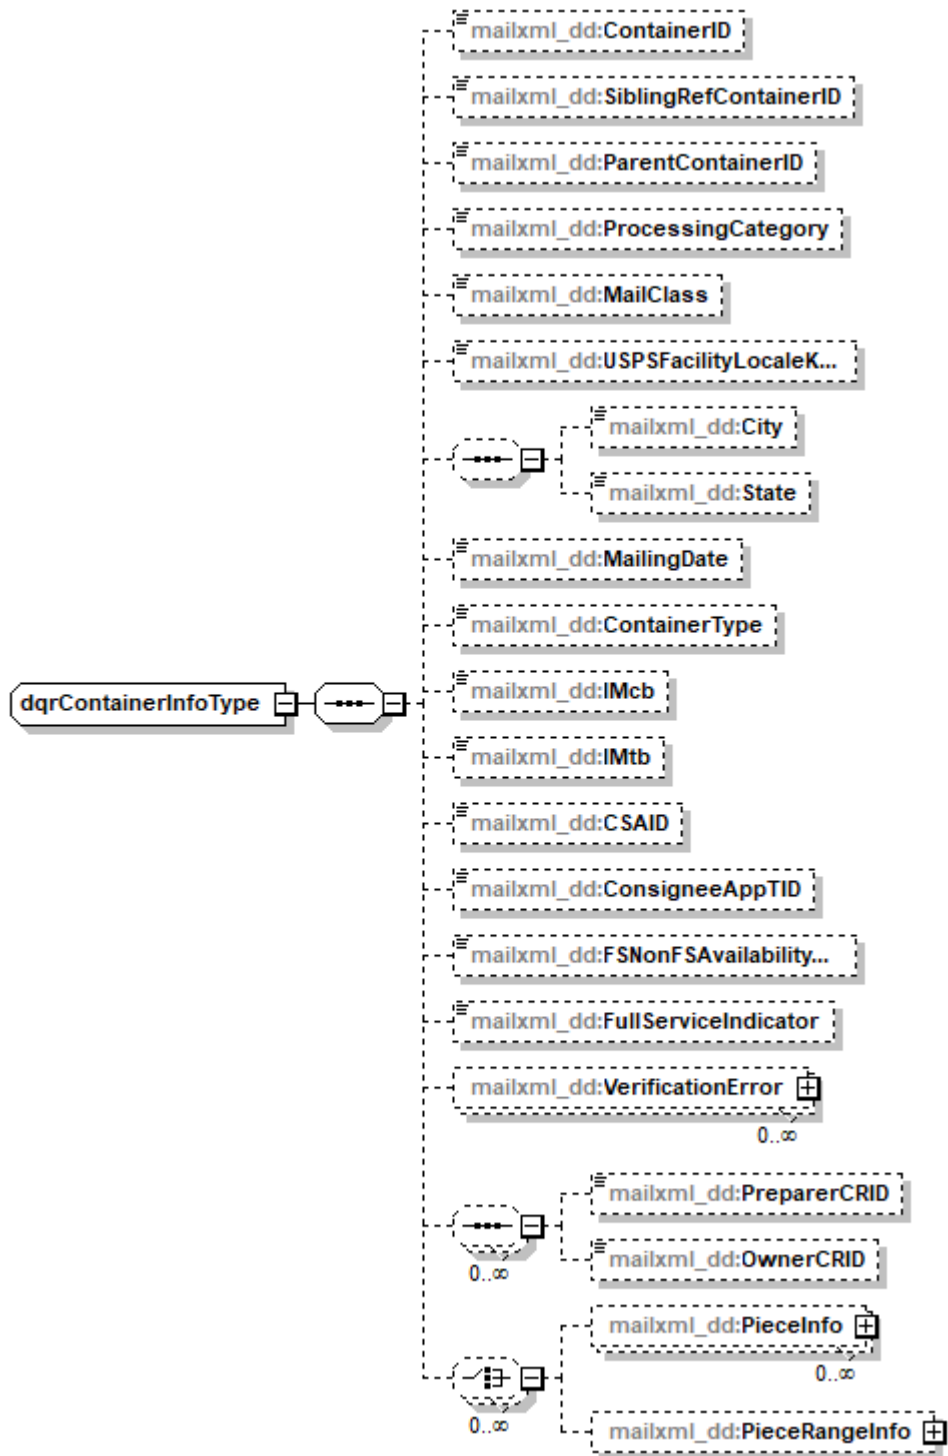 mailxml_dd:ContainerID
mailxml_dd:SiblingRefContainerID
mailxml_dd:ParentContainerID
mailxml_dd:ProcessingCategory
mailxml_dd:MailClass
mailxml_dd:USPSFacilityLocaleK...
mailxml_dd:City
mailxml_dd:State
mailxml_dd:MailingDate
mailxml_dd:ContainerType
dqrContainerInfoType
mailxml_dd:IMcb
mailxml_dd:IMtb
mailxml_dd:CSAID
mailxml_dd:ConsigneeAppTID
mailxml_dd:FSNonFSAvailability...
mailxml_dd:FullServiceIndicator
mailxml_dd:VerificationError
0..∞
mailxml_dd:PreparerCRID
mailxml_dd:OwnerCRID
0..∞
mailxml_dd:PieceInfo
0..∞
0..∞
mailxml_dd:PieceRangeInfo